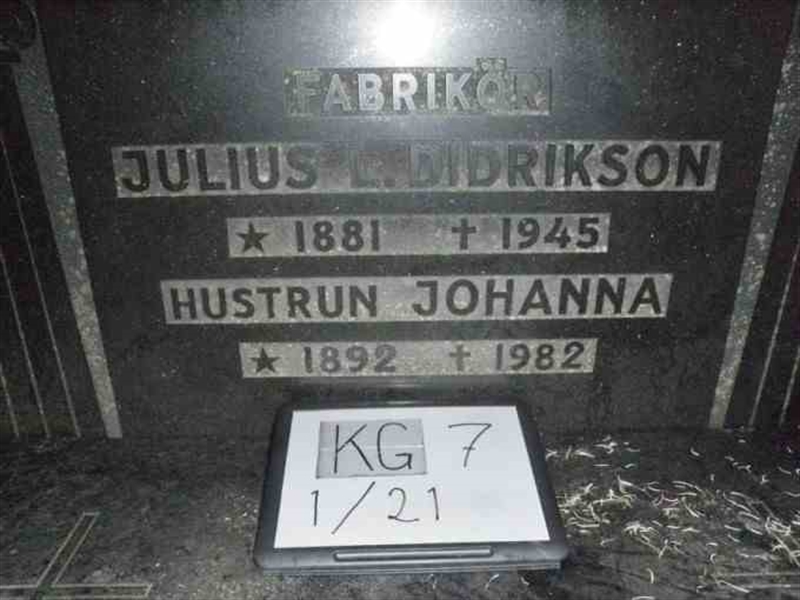 FABRIKÖR
JULIUS L. DIDRIKSON
★ 1881 ✝ 1945
HUSTRUN JOHANNA
★ 1892 ✝ 1982
KG 7
1/21